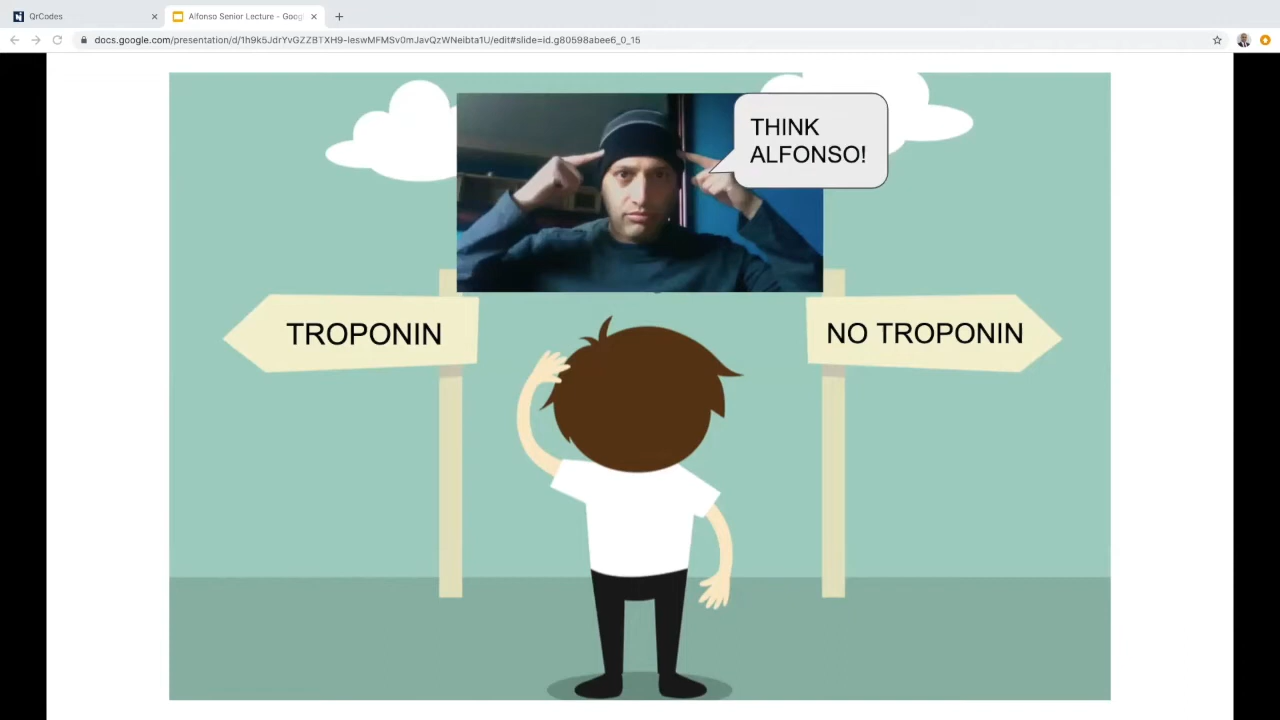 QrCodes
Alfonso Senior Lecture - Goog
docs.google.com/presentation/d/1h9k5JdrYvGZZBTXH9-IeswMFMSv0mJavQzWNeibta1U/edit#slide=id.g80598abee6_0_15
THINK
ALFONSO!
TROPONIN
NO TROPONIN